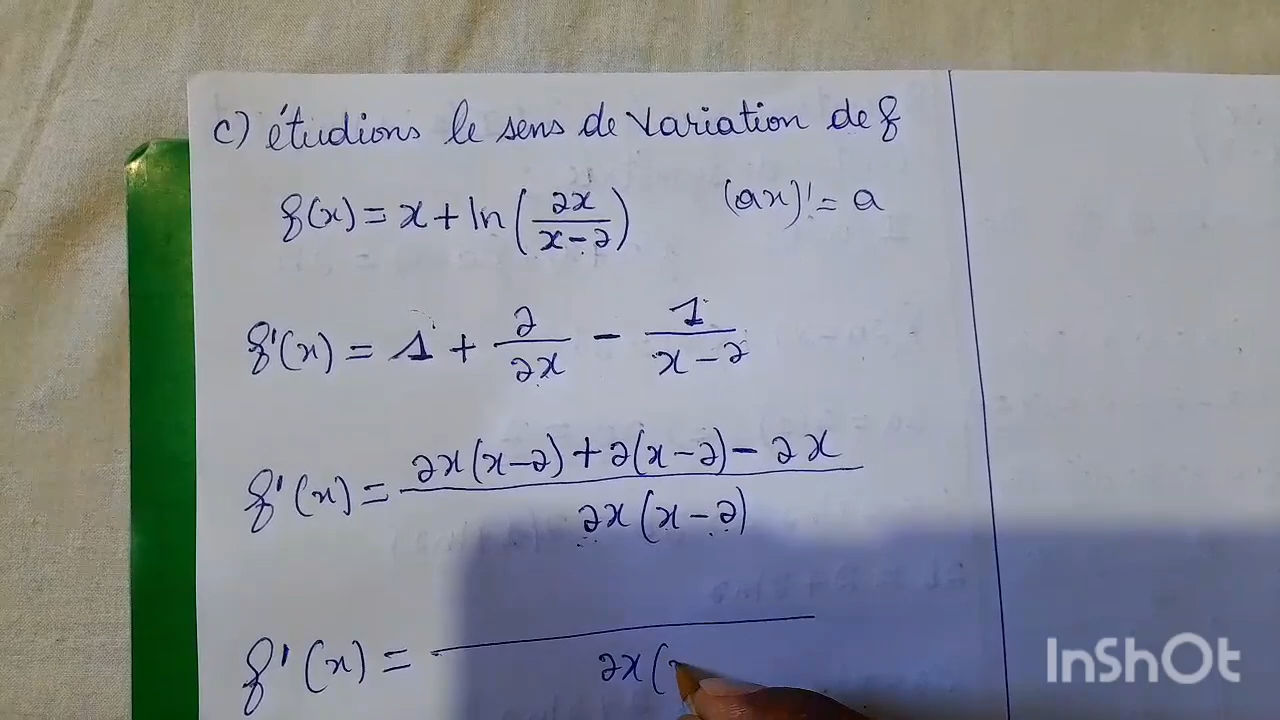 c) étudions le sens de variation de f
f(x) = x + ln(2x/(x-2)) (ax)' = a
f'(x) = 1 + 2/2x - 1/(x-2)
f'(x) = (2x(x-2) + 2(x-2) - 2x)/(2x(x-2))
f'(x) = /2x(
InShOt